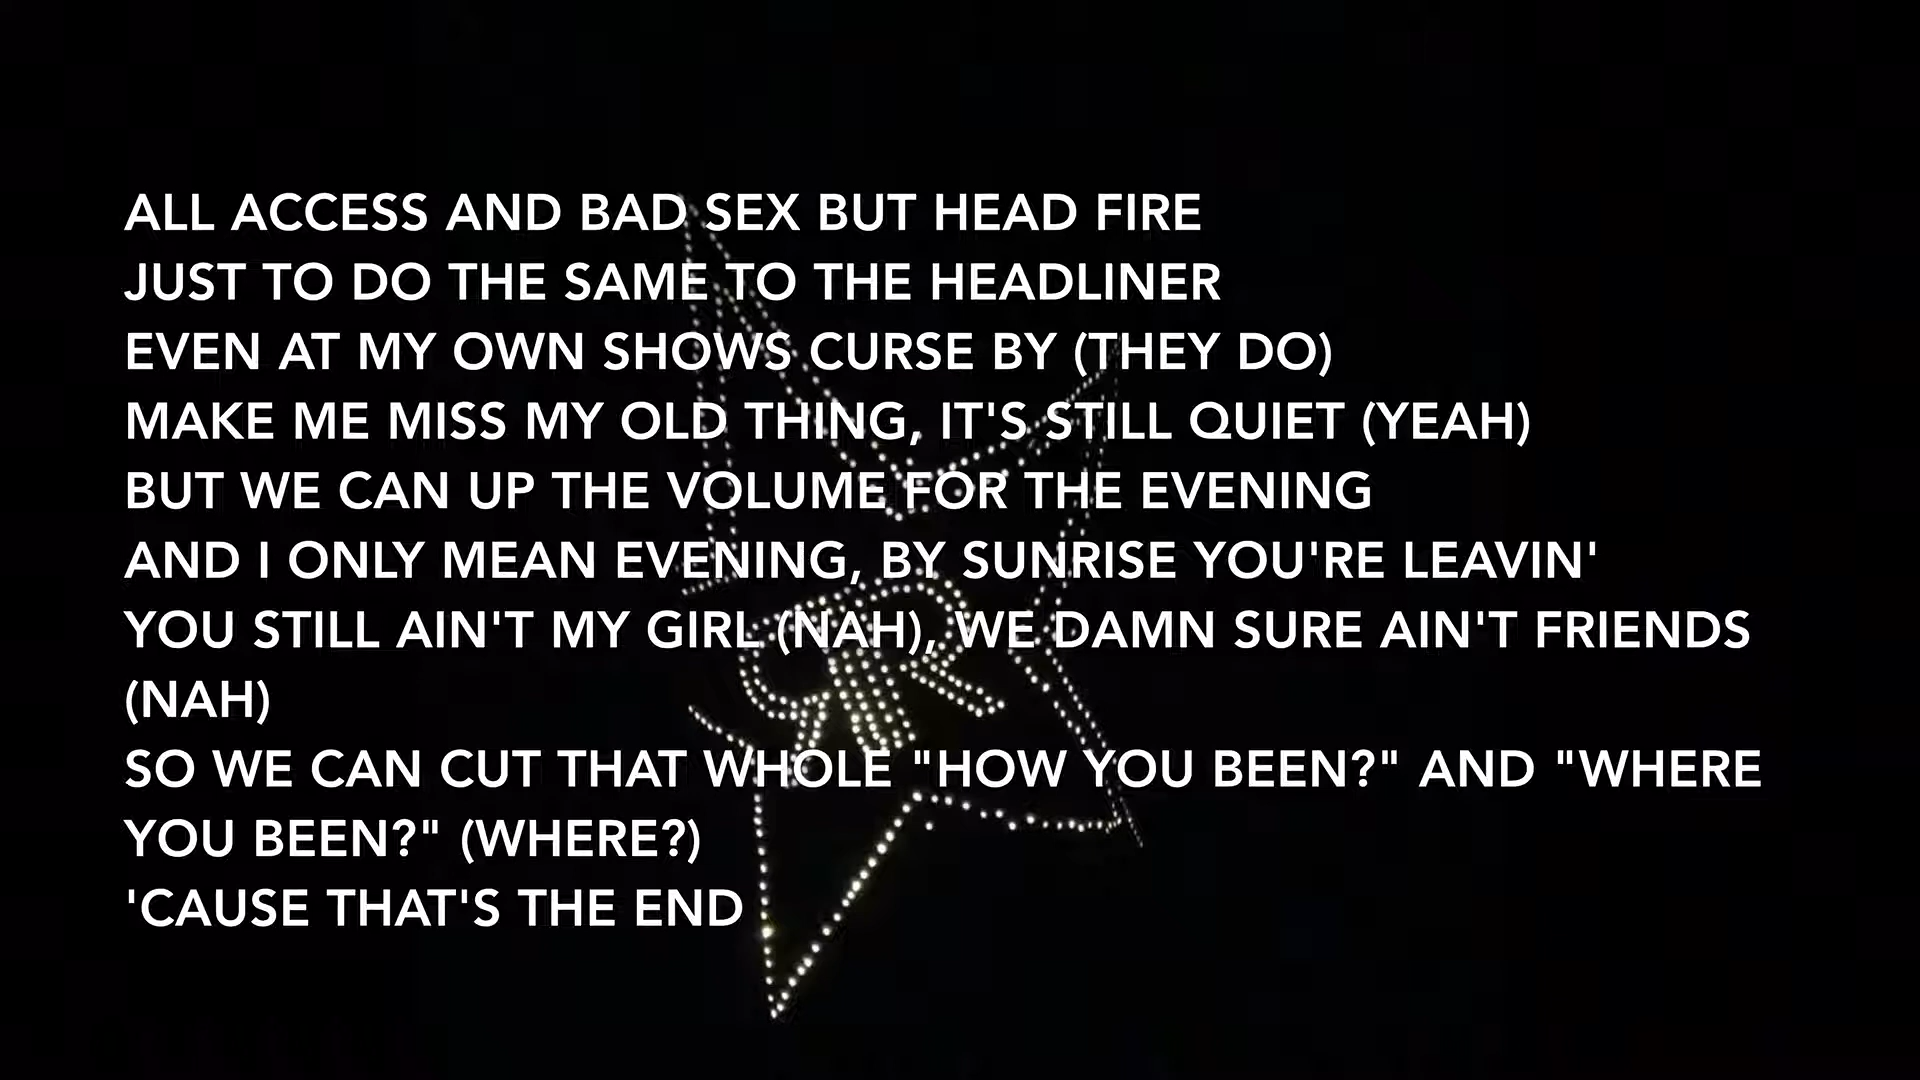 ALL ACCESS AND BAD SEX BUT HEAD FIRE
JUST TO DO THE SAME TO THE HEADLINER
EVEN AT MY OWN SHOWS CURSE BY (THEY DO)
MAKE ME MISS MY OLD THING, IT'S STILL QUIET (YEAH)
BUT WE CAN UP THE VOLUME FOR THE EVENING
AND I ONLY MEAN EVENING, BY SUNRISE YOU'RE LEAVIN'
YOU STILL AIN'T MY GIRL (NAH), WE DAMN SURE AIN'T FRIENDS
(NAH)
SO WE CAN CUT THAT WHOLE "HOW YOU BEEN?" AND "WHERE
YOU BEEN?" (WHERE?)
'CAUSE THAT'S THE END